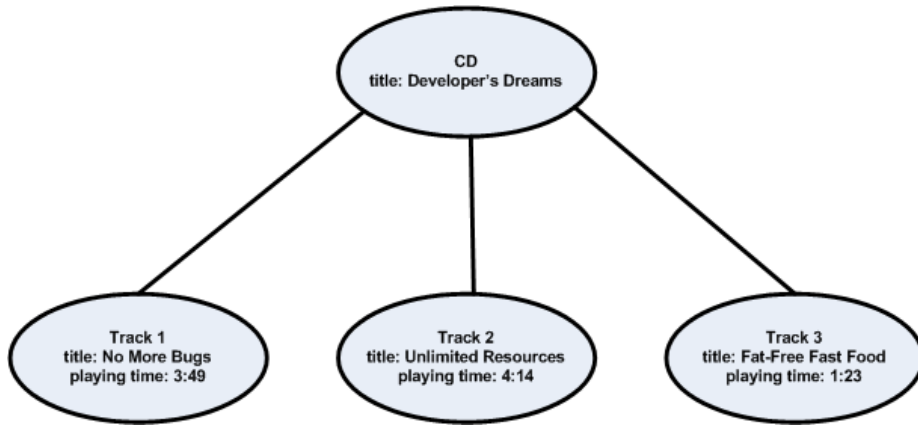 CD
title: Developer's Dreams
Track 1
title: No More Bugs
playing time: 3:49
Track 2
title: Unlimited Resources
playing time: 4:14
Track 3
title: Fat-Free Fast Food
playing time: 1:23